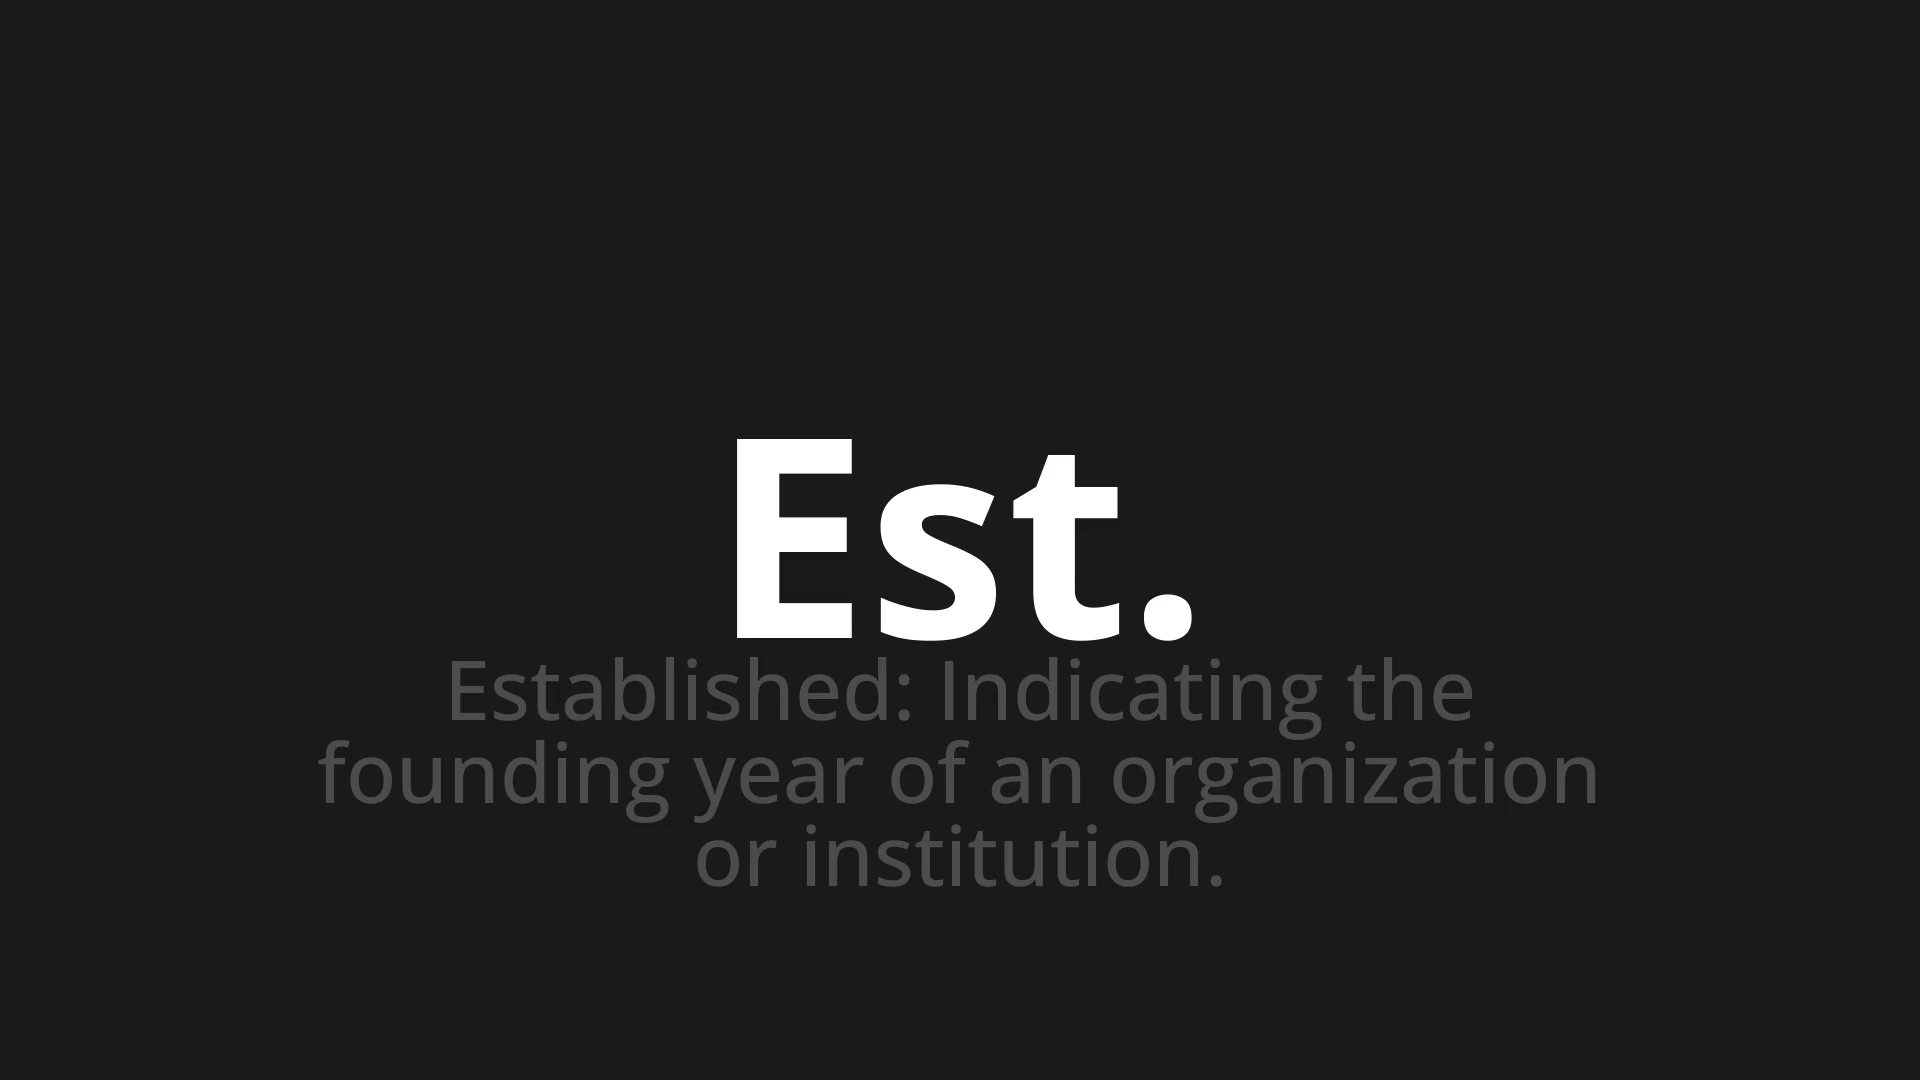 Est.
Established: Indicating the
founding year of an organization
or institution.